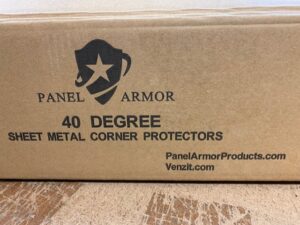 PANEL ARMOR
40 DEGREE
SHEET METAL CORNER PROTECTORS
PanelArmorProducts.com
Venzit.com